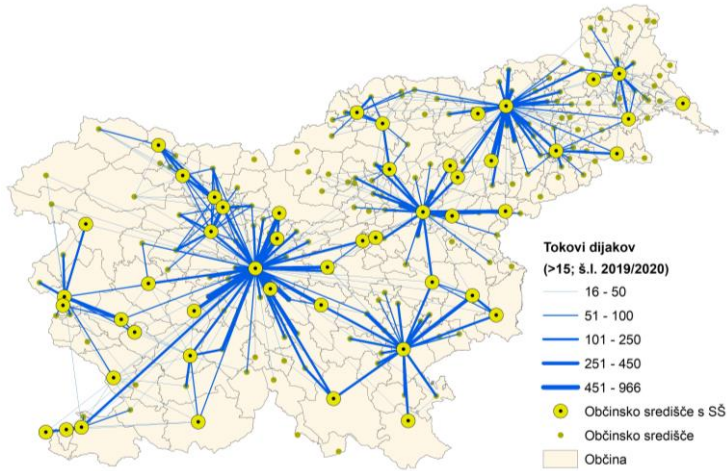 Tokovi dijakov
(>15; š.l. 2019/2020)
16 - 50
51 - 100
101 - 250
251 - 450
451 - 966
Občinsko središče s SŠ
Občinsko središče
Občina